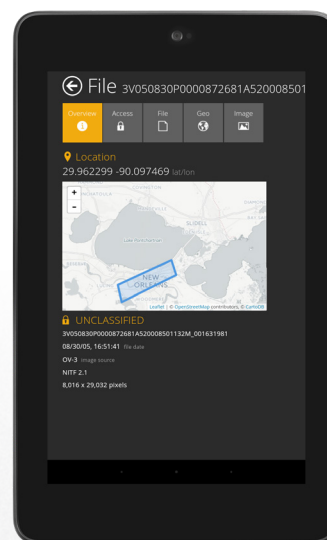 File 3V050830P0000872681A520008501
Overview Access File Geo Image
Location
29.962299 -90.097469 lat/lon
+
-
SLIDELL
Lake Pontchartrain
NEW
ORLEANS
Leaflet | © OpenStreetMap contributors, © CartoDB
UNCLASSIFIED
3V050830P0000872681A520008501132M_001631981
08/30/05, 16:51:41 file date
OV-3 image source
NITF 2.1
8,016 x 29,032 pixels